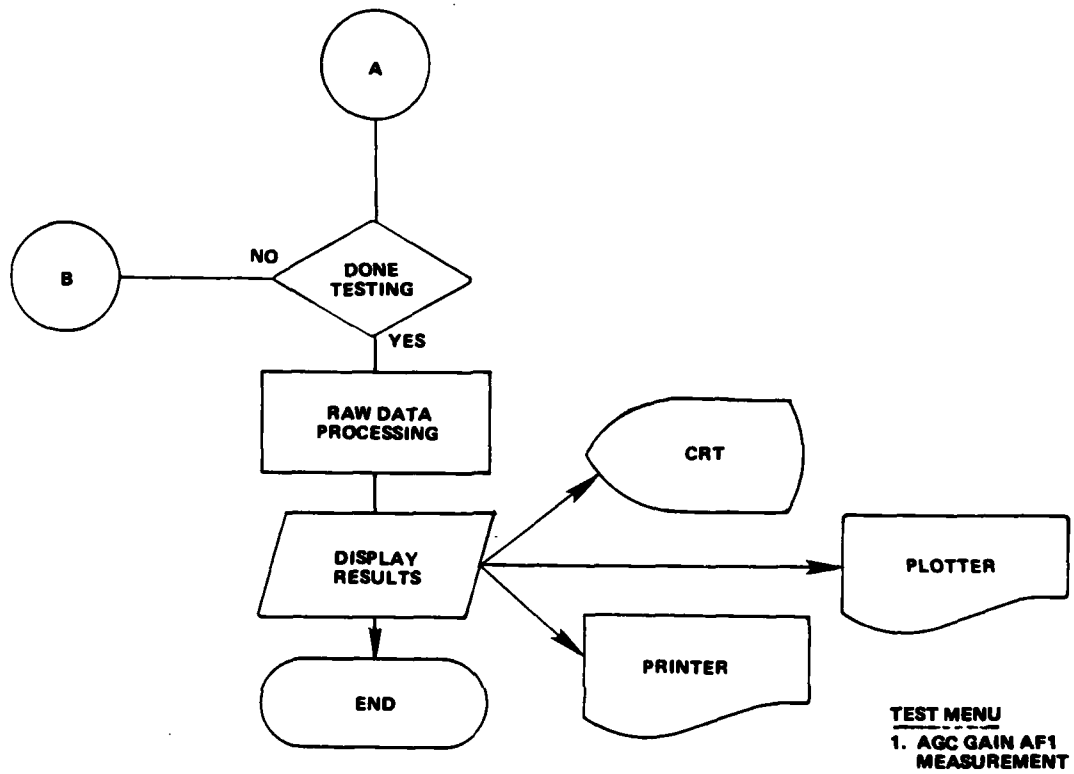 A
B
NO
DONE
TESTING
YES
RAW DATA
PROCESSING
CRT
DISPLAY
RESULTS
PLOTTER
PRINTER
END
TEST MENU
1. AGC GAIN AF1
MEASUREMENT